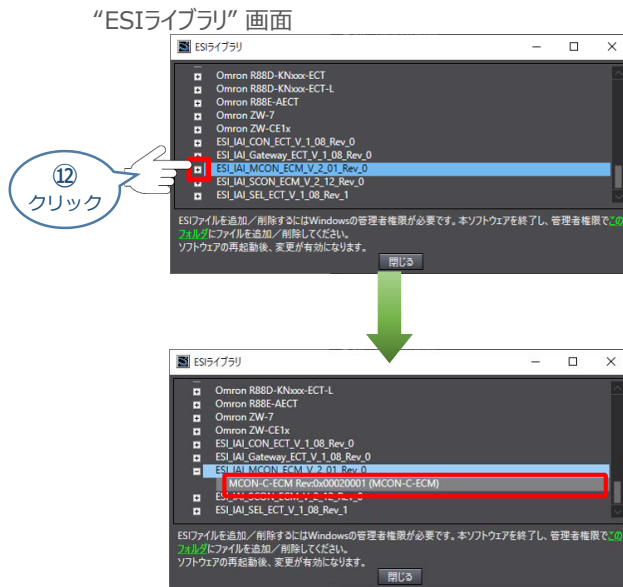 “ESIライブラリ” 画面
ESIライブラリ
Omron R88D-KNxxx-ECT
Omron R88D-KNxxx-ECT-L
Omron R88E-AECT
Omron ZW-7
Omron ZW-CE1x
ESI_IAI_CON_ECT_V_1_08_Rev_0
ESI_IAI_Gateway_ECT_V_1_08_Rev_0
ESI_IAI_MCON_ECM_V_2_01_Rev_0
ESI_IAI_SCON_ECM_V_2_12_Rev_0
ESI_IAI_SEL_ECT_V_1_08_Rev_1
⑫
クリック
ESIファイルを追加／削除するにはWindowsの管理者権限が必要です。本ソフトウェアを終了し、管理者権限でこの
フォルダにファイルを追加／削除してください。
ソフトウェアの再起動後、変更が有効になります。
閉じる
ESIライブラリ
Omron R88D-KNxxx-ECT-L
Omron R88E-AECT
Omron ZW-7
Omron ZW-CE1x
ESI_IAI_CON_ECT_V_1_08_Rev_0
ESI_IAI_Gateway_ECT_V_1_08_Rev_0
ESI_IAI_MCON_ECM_V_2_01_Rev_0
MCON-C-ECM Rev:0x00020001 (MCON-C-ECM)
ESI_IAI_SCON_ECM_V_2_12_Rev_0
ESI_IAI_SEL_ECT_V_1_08_Rev_1
ESIファイルを追加／削除するにはWindowsの管理者権限が必要です。本ソフトウェアを終了し、管理者権限でこの
フォルダにファイルを追加／削除してください。
ソフトウェアの再起動後、変更が有効になります。
閉じる